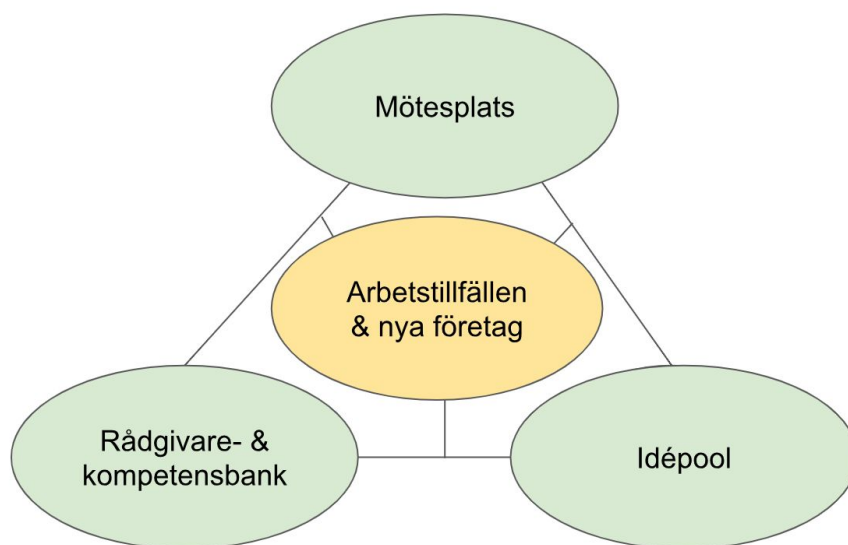 Mötesplats
Arbetstillfällen
& nya företag
Rådgivare- &
kompetensbank
Idépool